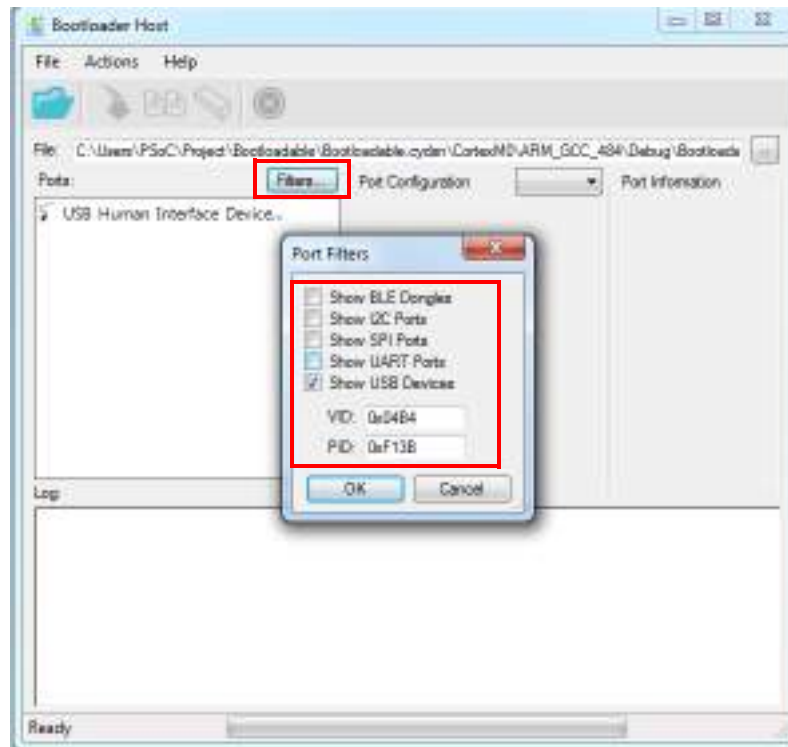 Bootloader Host
File Actions Help
File: C:\Users\PSoC\Project\Bootloadable\Bootloadable.cydsn\CortexM0\ARM_GCC_484\Debug\Bootloada
Ports: Filters... Port Configuration Port Information
USB Human Interface Device..
Port Filters
Show BLE Dongles
Show I2C Ports
Show SPI Ports
Show UART Ports
Show USB Devices
VID: 0x04B4
PID: 0xF13B
OK Cancel
Log:
Ready